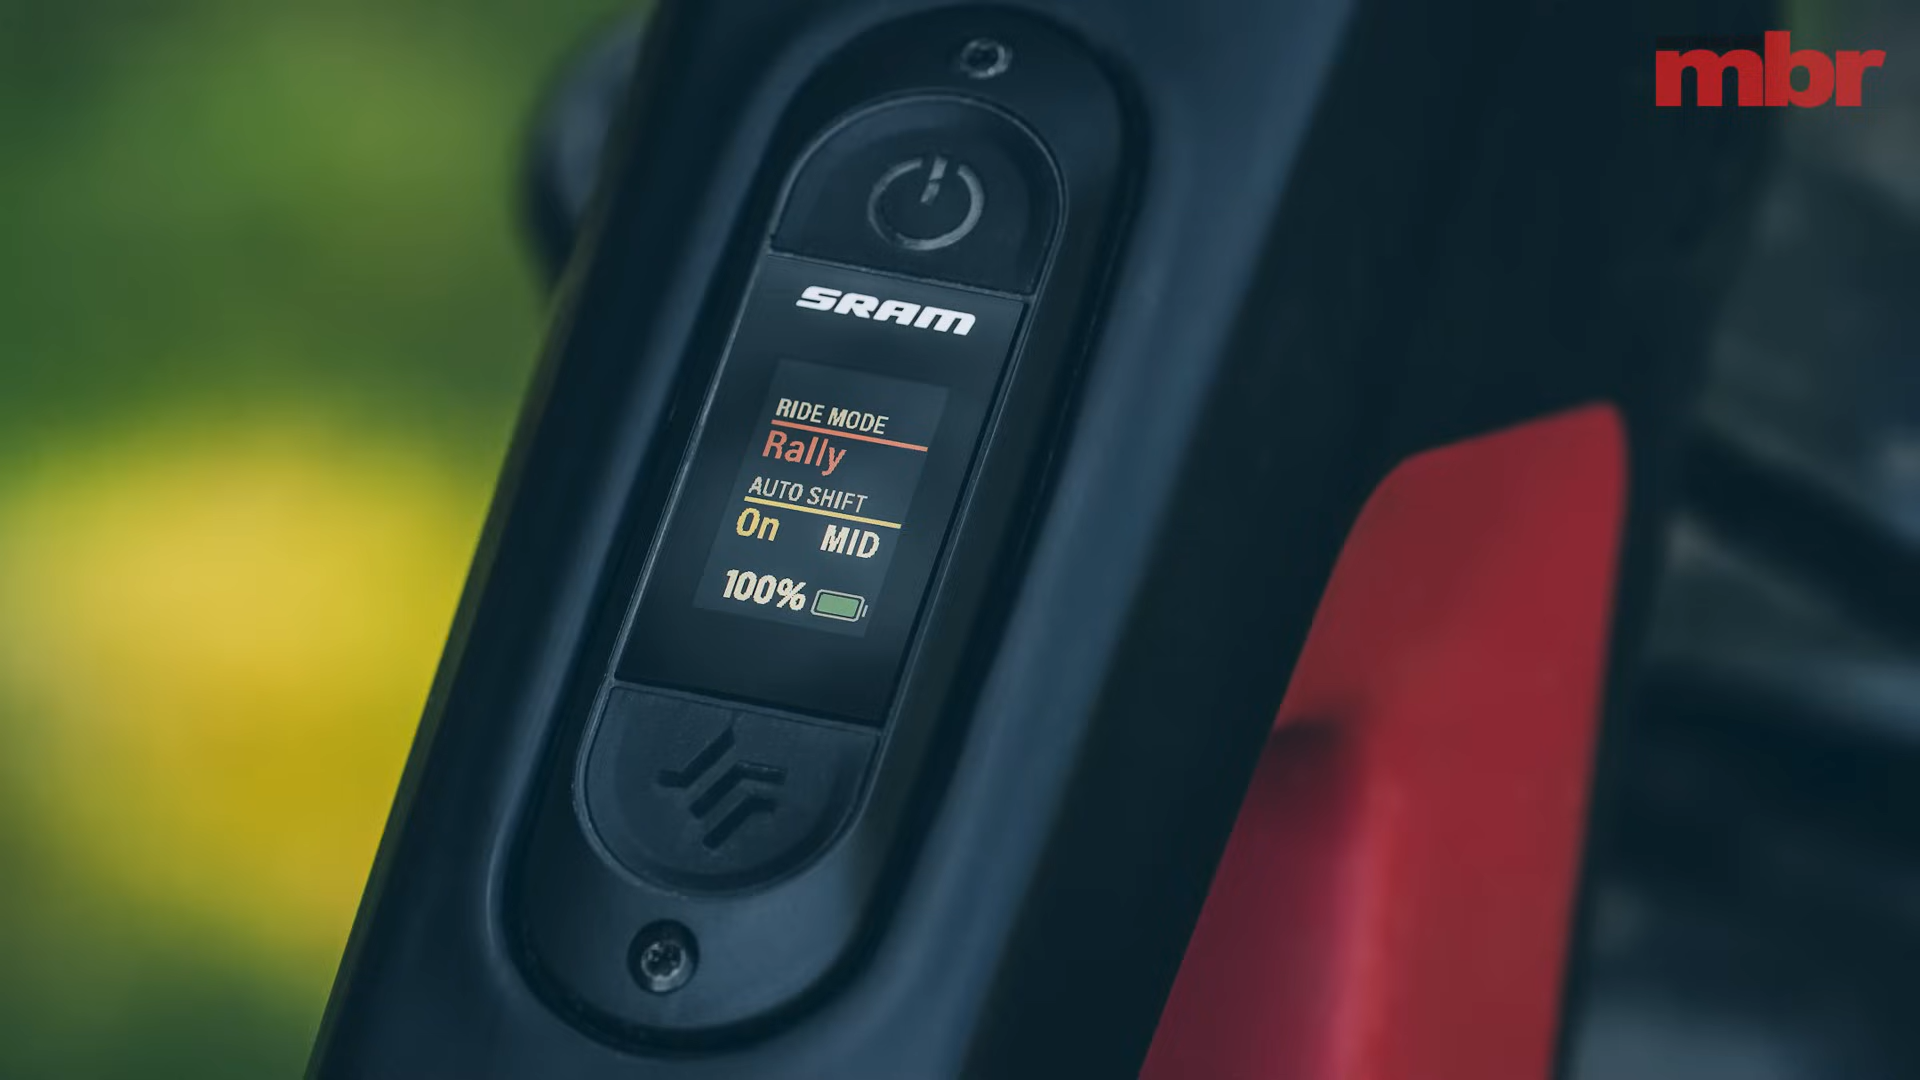 mbr
SRAM
RIDE MODE
Rally
AUTO SHIFT
On MID
100%